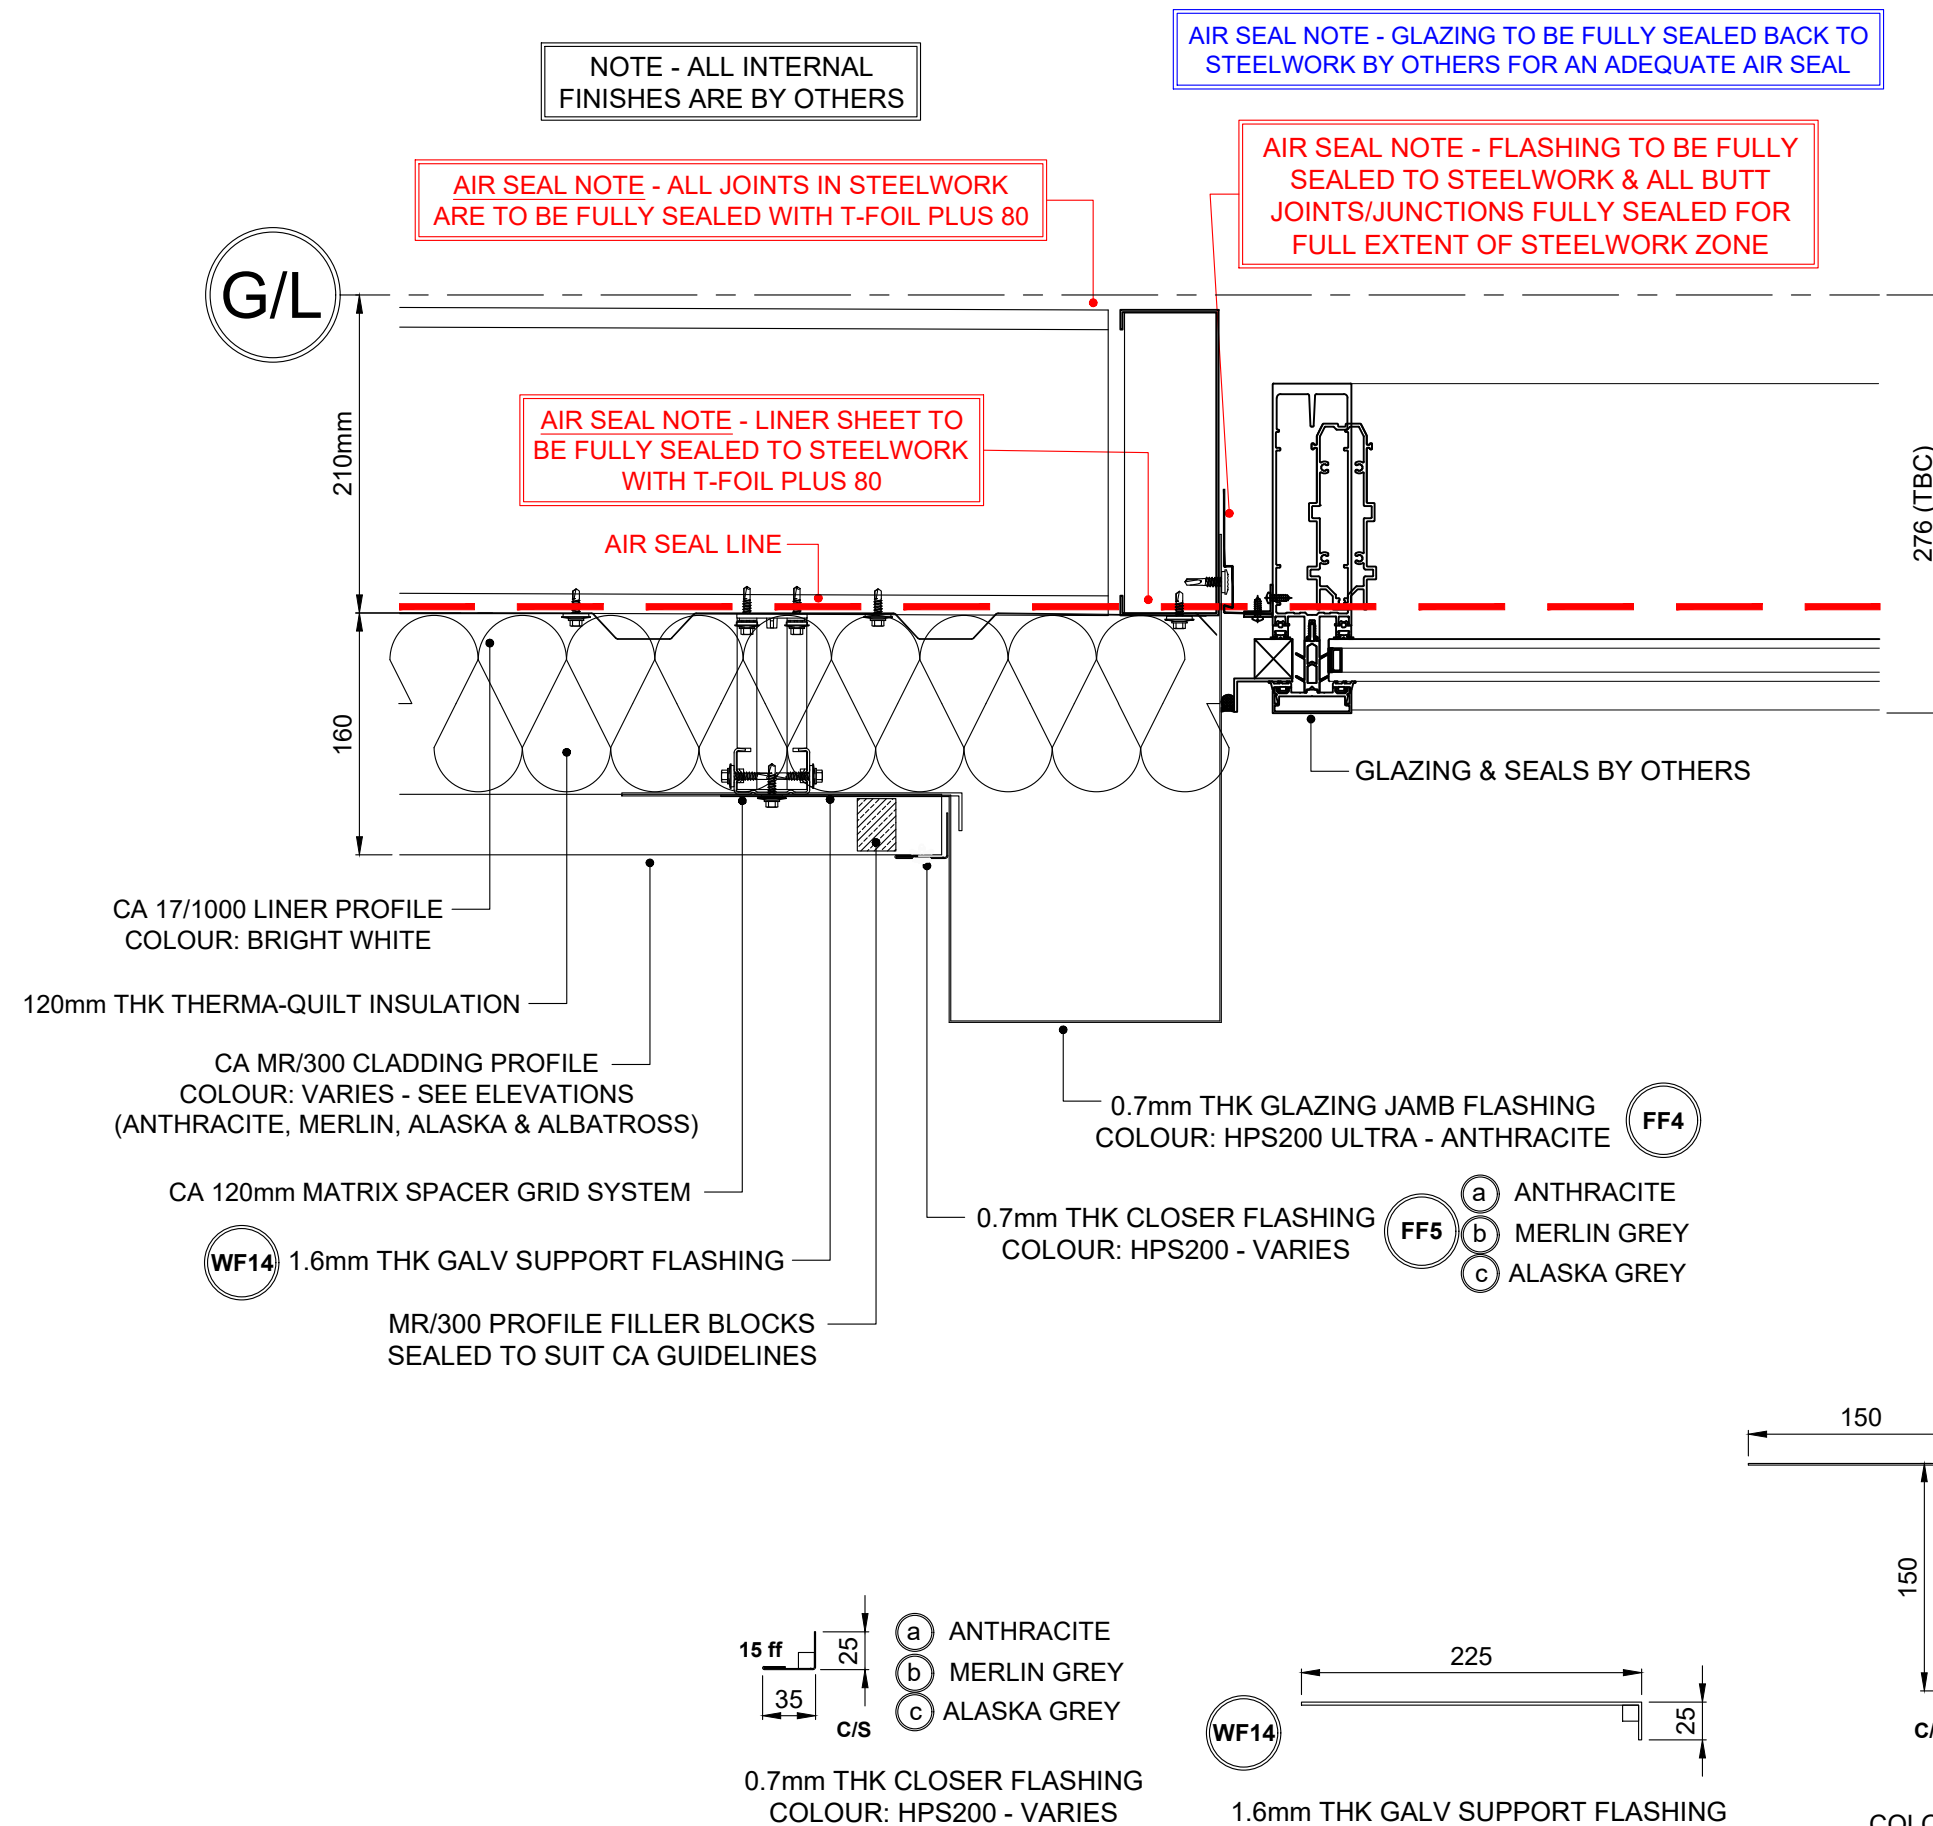 NOTE - ALL INTERNAL
FINISHES ARE BY OTHERS
AIR SEAL NOTE - GLAZING TO BE FULLY SEALED BACK TO
STEELWORK BY OTHERS FOR AN ADEQUATE AIR SEAL
AIR SEAL NOTE - ALL JOINTS IN STEELWORK
ARE TO BE FULLY SEALED WITH T-FOIL PLUS 80
AIR SEAL NOTE - FLASHING TO BE FULLY
SEALED TO STEELWORK & ALL BUTT
JOINTS/JUNCTIONS FULLY SEALED FOR
FULL EXTENT OF STEELWORK ZONE
G/L
210mm
AIR SEAL NOTE - LINER SHEET TO
BE FULLY SEALED TO STEELWORK
WITH T-FOIL PLUS 80
AIR SEAL LINE
276 (TBC)
160
GLAZING & SEALS BY OTHERS
CA 17/1000 LINER PROFILE
COLOUR: BRIGHT WHITE
120mm THK THERMA-QUILT INSULATION
CA MR/300 CLADDING PROFILE
COLOUR: VARIES - SEE ELEVATIONS
(ANTHRACITE, MERLIN, ALASKA & ALBATROSS)
CA 120mm MATRIX SPACER GRID SYSTEM
WF14 1.6mm THK GALV SUPPORT FLASHING
MR/300 PROFILE FILLER BLOCKS
SEALED TO SUIT CA GUIDELINES
0.7mm THK GLAZING JAMB FLASHING
COLOUR: HPS200 ULTRA - ANTHRACITE
FF4
0.7mm THK CLOSER FLASHING
COLOUR: HPS200 - VARIES
FF5
a ANTHRACITE
b MERLIN GREY
c ALASKA GREY
150
150
15 ff
25
35
C/S
a ANTHRACITE
b MERLIN GREY
c ALASKA GREY
0.7mm THK CLOSER FLASHING
COLOUR: HPS200 - VARIES
225
25
WF14
1.6mm THK GALV SUPPORT FLASHING